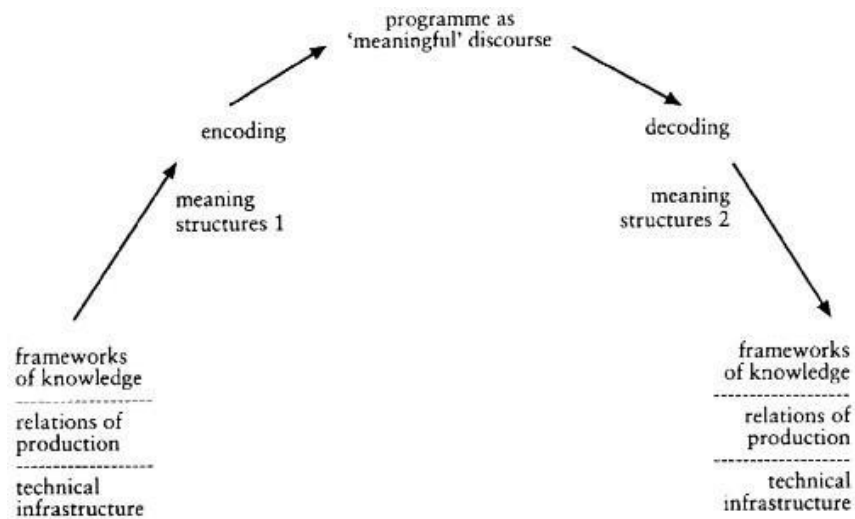 programme as
'meaningful' discourse
encoding
decoding
meaning
structures 1
meaning
structures 2
frameworks
of knowledge
relations of
production
technical
infrastructure
frameworks
of knowledge
relations of
production
technical
infrastructure